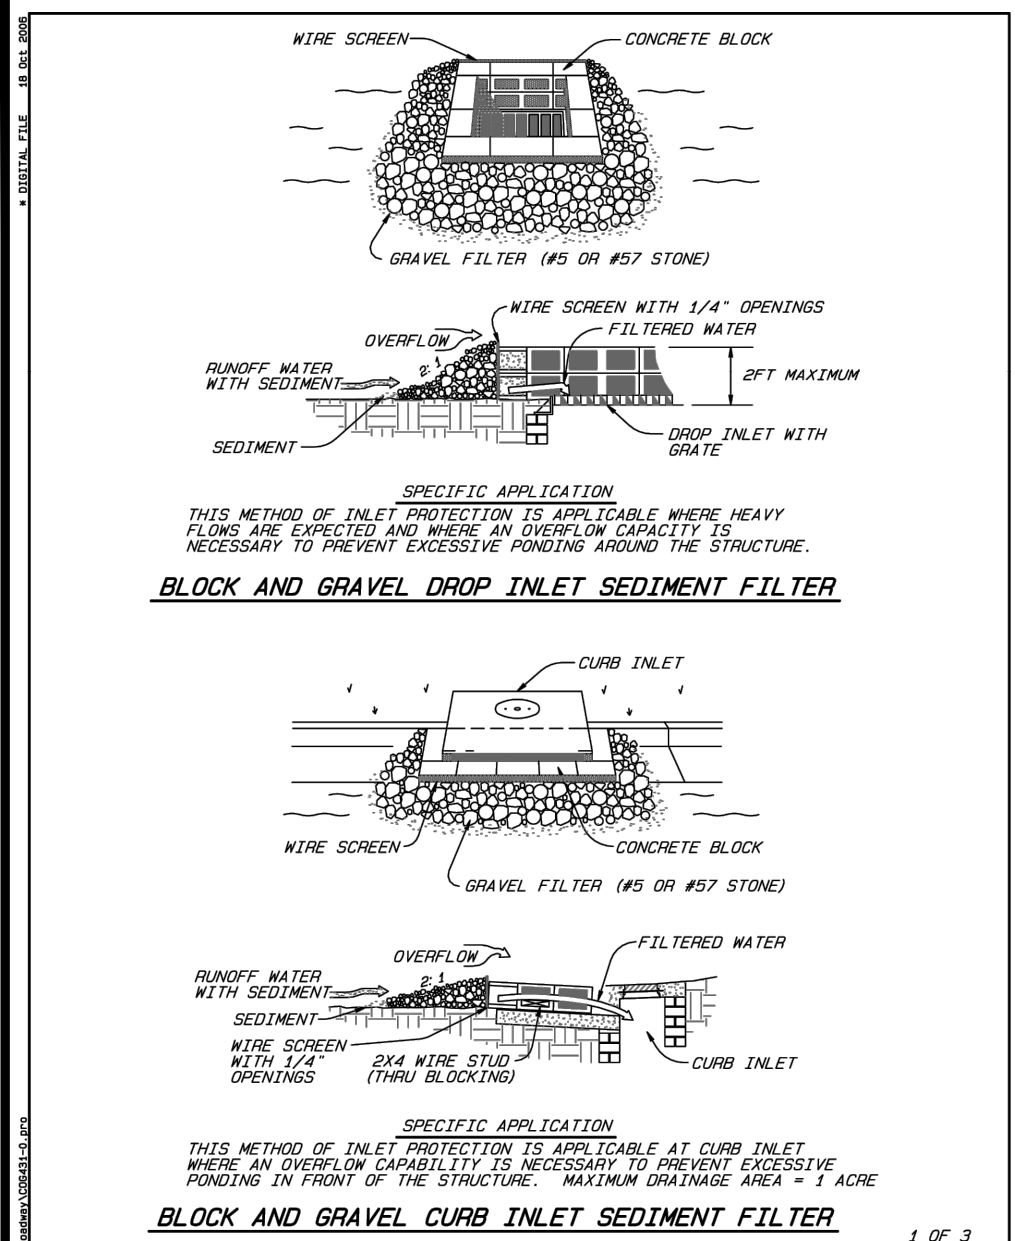 * DIGITAL FILE   18 Oct 2006
WIRE SCREEN
CONCRETE BLOCK
GRAVEL FILTER (#5 OR #57 STONE)
WIRE SCREEN WITH 1/4" OPENINGS
OVERFLOW
FILTERED WATER
2: 1
RUNOFF WATER
WITH SEDIMENT
2FT MAXIMUM
SEDIMENT
DROP INLET WITH
GRATE
SPECIFIC APPLICATION
THIS METHOD OF INLET PROTECTION IS APPLICABLE WHERE HEAVY
FLOWS ARE EXPECTED AND WHERE AN OVERFLOW CAPACITY IS
NECESSARY TO PREVENT EXCESSIVE PONDING AROUND THE STRUCTURE.
BLOCK AND GRAVEL DROP INLET SEDIMENT FILTER
CURB INLET
WIRE SCREEN
CONCRETE BLOCK
GRAVEL FILTER (#5 OR #57 STONE)
OVERFLOW
FILTERED WATER
2: 1
RUNOFF WATER
WITH SEDIMENT
SEDIMENT
WIRE SCREEN
WITH 1/4"
OPENINGS
2X4 WIRE STUD
(THRU BLOCKING)
CURB INLET
SPECIFIC APPLICATION
THIS METHOD OF INLET PROTECTION IS APPLICABLE AT CURB INLET
WHERE AN OVERFLOW CAPABILITY IS NECESSARY TO PREVENT EXCESSIVE
PONDING IN FRONT OF THE STRUCTURE.  MAXIMUM DRAINAGE AREA = 1 ACRE
BLOCK AND GRAVEL CURB INLET SEDIMENT FILTER
oadway\COG431-0.pro
1 OF 3